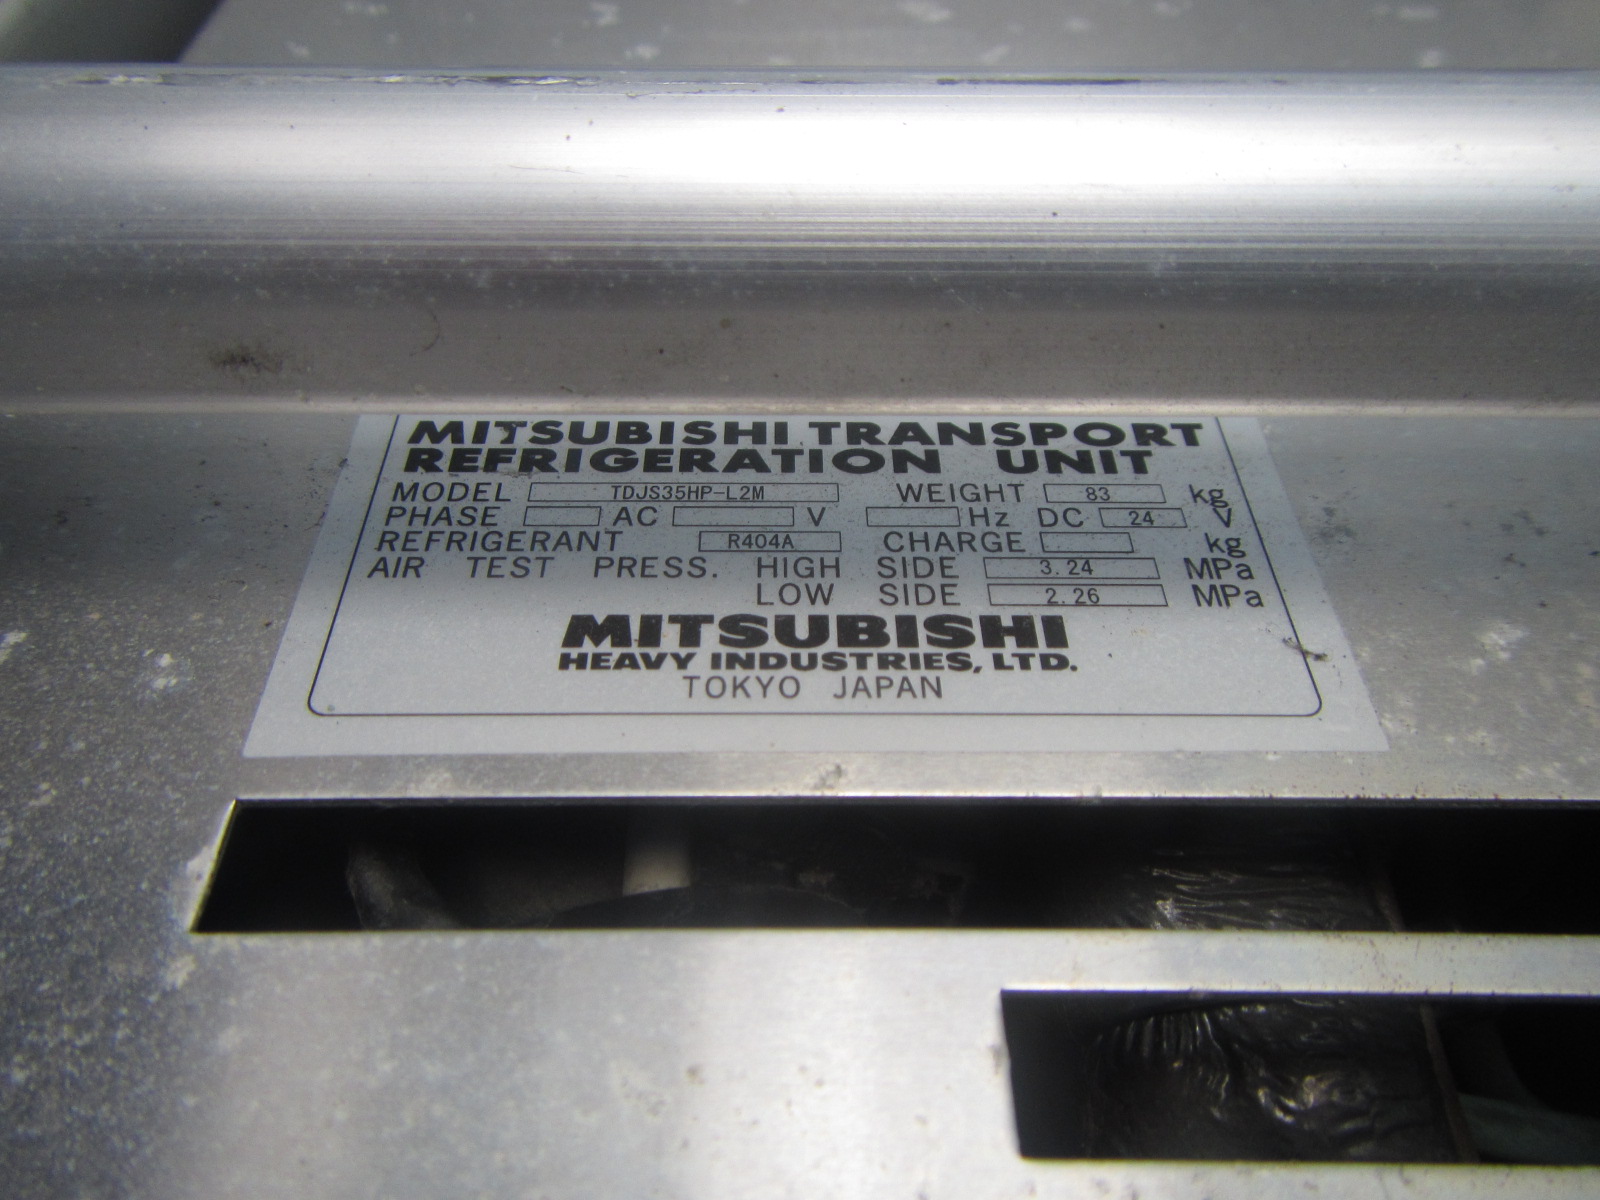 MITSUBISHI TRANSPORT
REFRIGERATION UNIT
MODEL TDJS35HP-L2M WEIGHT 83 kg
PHASE AC V Hz DC 24 V
REFRIGERANT R404A CHARGE kg
AIR TEST PRESS. HIGH SIDE 3.24 MPa
LOW SIDE 2.26 MPa
MITSUBISHI
HEAVY INDUSTRIES, LTD.
TOKYO JAPAN